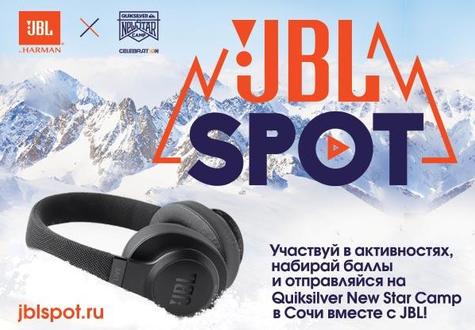 JBL
by HARMAN
QUIKSILVER
NEW STAR
CAMP
CELEBRATION
JBL
SPOT
JBL
Участвуй в активностях,
набирай баллы
и отправляйся на
Quiksilver New Star Camp
в Сочи вместе с JBL!
jblspot.ru